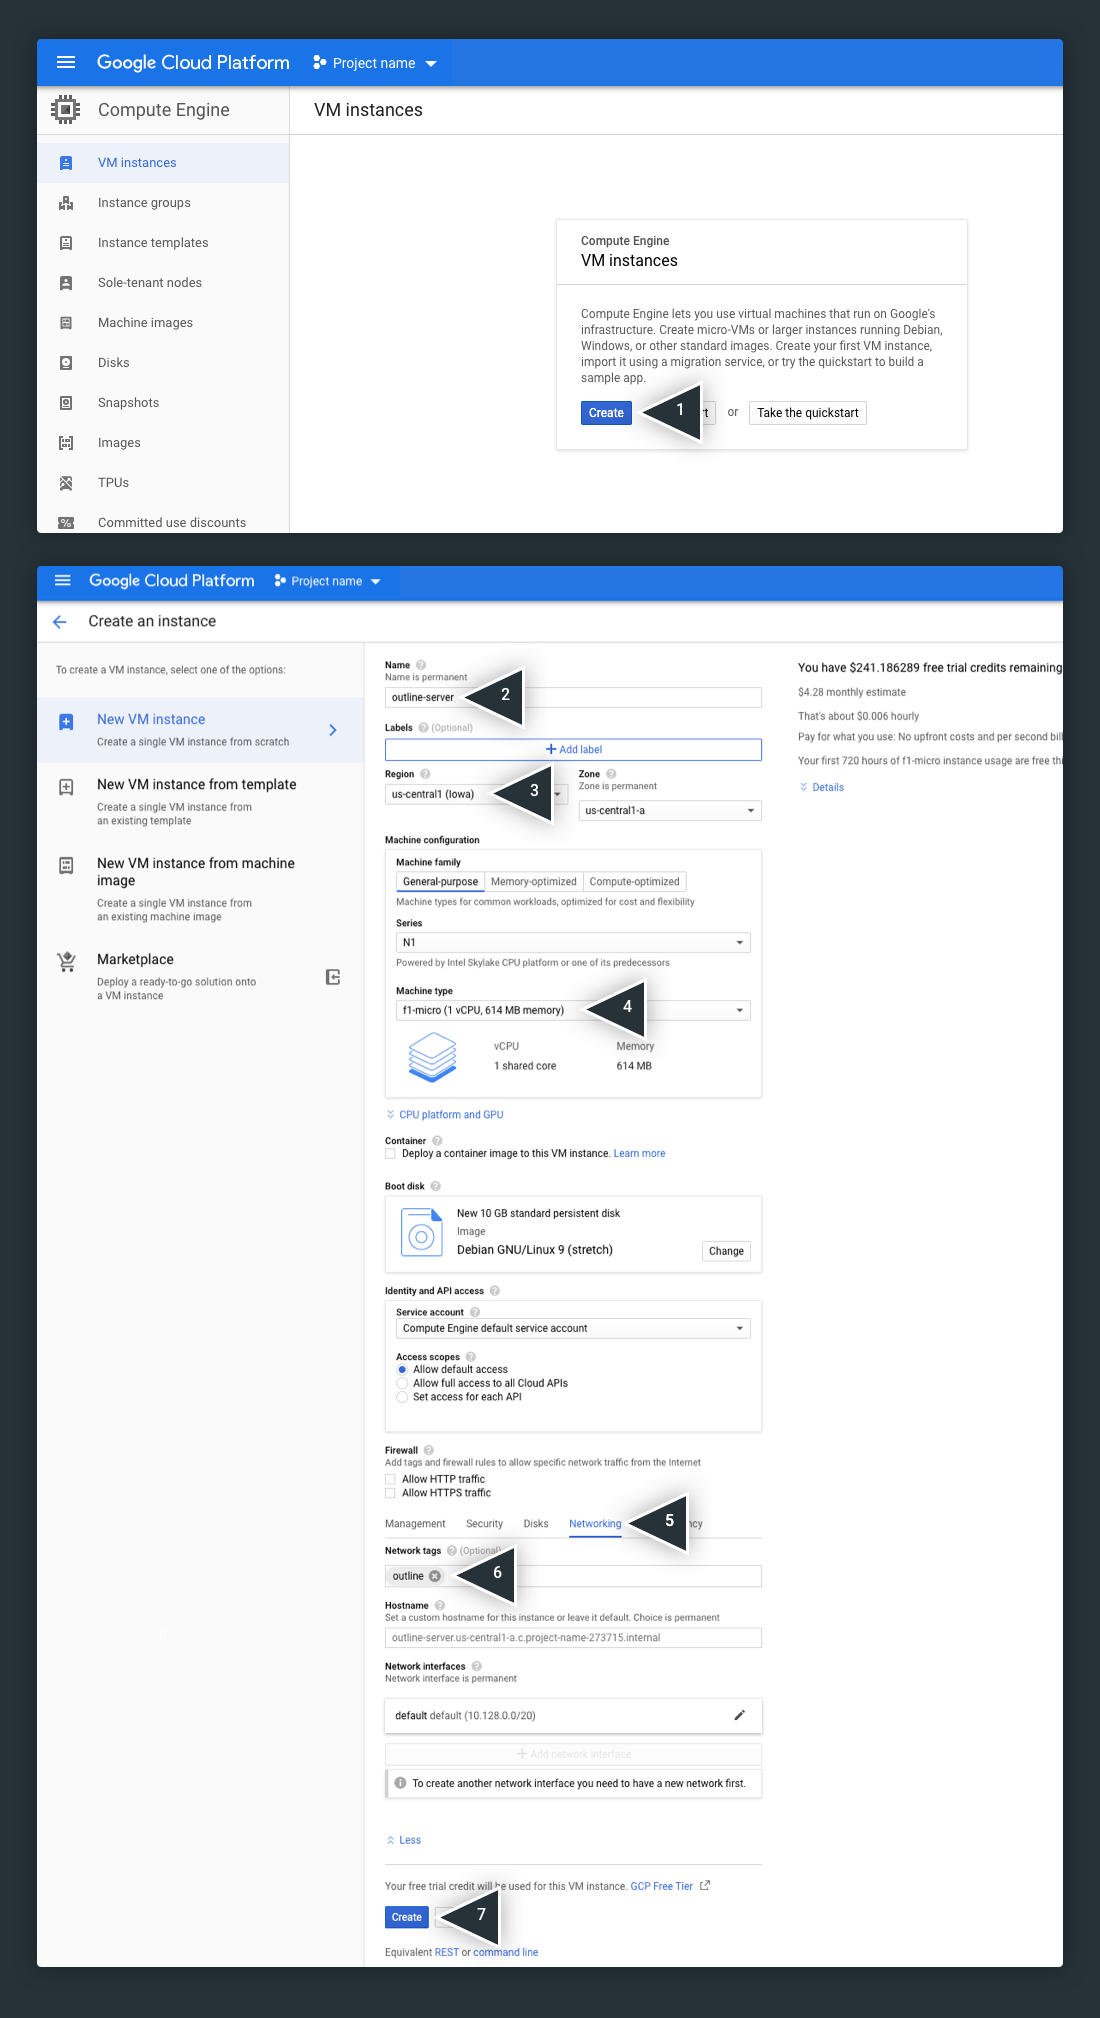 Google Cloud Platform
Project name
Compute Engine
VM instances
VM instances
Instance groups
Instance templates
Sole-tenant nodes
Machine images
Disks
Snapshots
Images
TPUs
Committed use discounts
Compute Engine
VM instances
Compute Engine lets you use virtual machines that run on Google's
infrastructure. Create micro-VMs or larger instances running Debian,
Windows, or other standard images. Create your first VM instance,
import it using a migration service, or try the quickstart to build a
sample app.
Create
1
or
Take the quickstart
Google Cloud Platform
Project name
Create an instance
To create a VM instance, select one of the options:
New VM instance
Create a single VM instance from scratch
New VM instance from template
Create a single VM instance from
an existing template
New VM instance from machine
image
Create a single VM instance from
an existing machine image
Marketplace
Deploy a ready-to-go solution onto
a VM instance
Name
Name is permanent
outline-server
2
Labels (Optional)
Add label
Region
us-central1 (Iowa)
3
Zone
Zone is permanent
us-central1-a
Machine configuration
Machine family
General-purpose
Memory-optimized
Compute-optimized
Machine types for common workloads, optimized for cost and flexibility
Series
N1
Powered by Intel Skylake CPU platform or one of its predecessors
Machine type
f1-micro (1 vCPU, 614 MB memory)
4
vCPU
Memory
1 shared core
614 MB
CPU platform and GPU
Container
Deploy a container image to this VM instance. Learn more
Boot disk
New 10 GB standard persistent disk
Image
Debian GNU/Linux 9 (stretch)
Change
Identity and API access
Service account
Compute Engine default service account
Access scopes
Allow default access
Allow full access to all Cloud APIs
Set access for each API
Firewall
Add tags and firewall rules to allow specific network traffic from the Internet
Allow HTTP traffic
Allow HTTPS traffic
Management
Security
Disks
Networking
5
Network tags (Optional)
outline
6
Hostname
Set a custom hostname for this instance or leave it default. Choice is permanent
outline-server.us-central1-a.c.project-name-273715.internal
Network interfaces
Network interface is permanent
default default (10.128.0.0/20)
Add network interface
To create another network interface you need to have a new network first.
Less
Your free trial credit will be used for this VM instance. GCP Free Tier
Create
7
Equivalent REST or command line
You have $241.186289 free trial credits remaining
$4.28 monthly estimate
That's about $0.006 hourly
Pay for what you use: No upfront costs and per second bil
Your first 720 hours of f1-micro instance usage are free thi
Details